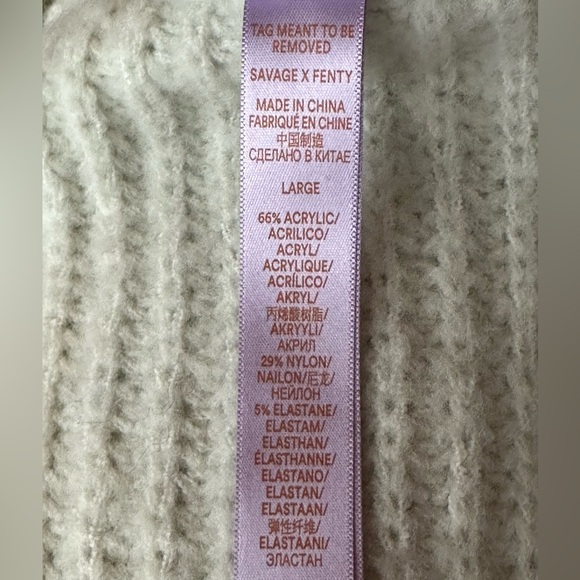 TAG MEANT TO BE
REMOVED
SAVAGE X FENTY
MADE IN CHINA
FABRIQUÉ EN CHINE
中国制造
СДЕЛАНО В КИТАЕ
LARGE
66% ACRYLIC/
ACRILICO/
ACRYL/
ACRYLIQUE/
ACRÍLICO/
AKRYL/
丙烯酸树脂/
AKRYYLI/
АКРИЛ
29% NYLON/
NAILON/尼龙/
НЕЙЛОН
5% ELASTANE/
ELASTAM/
ELASTHAN/
ÉLASTHANNE/
ELASTANO/
ELASTAN/
ELASTAAN/
弹性纤维/
ELASTAANI/
ЭЛАСТАН